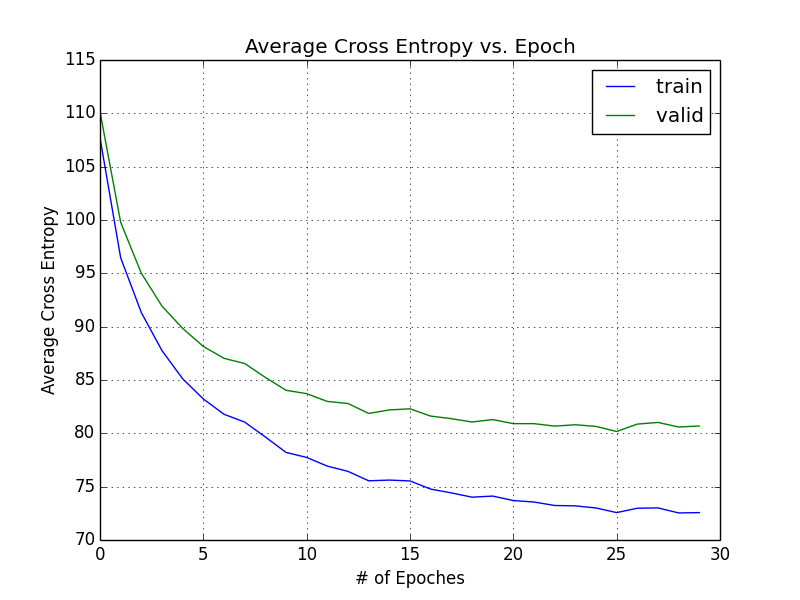 Average Cross Entropy vs. Epoch
115
110
105
100
95
90
85
80
75
70
Average Cross Entropy
train
valid
0 5 10 15 20 25 30
# of Epoches